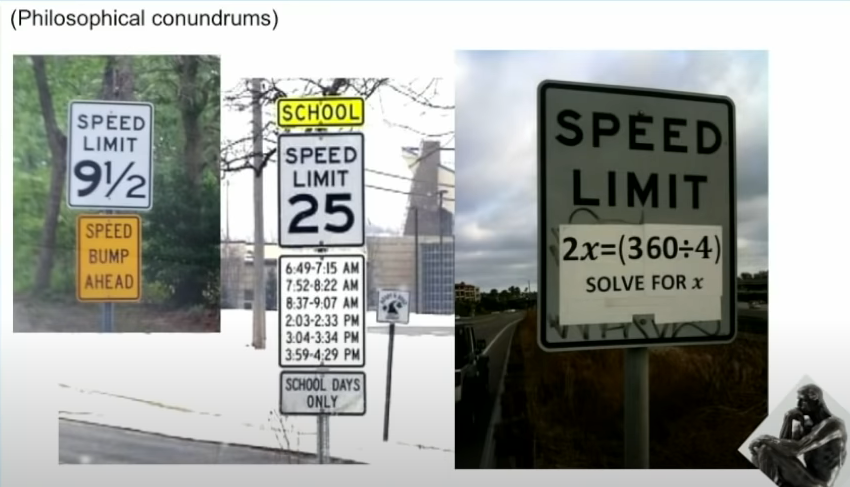 (Philosophical conundrums)
SPEED
LIMIT
9½
SPEED
BUMP
AHEAD
SCHOOL
SPEED
LIMIT
25
6:49-7:15 AM
7:52-8:22 AM
8:37-9:07 AM
2:03-2:33 PM
3:04-3:34 PM
3:59-4:29 PM
SCHOOL DAYS
ONLY
SPEED
LIMIT
2x=(360÷4)
SOLVE FOR x